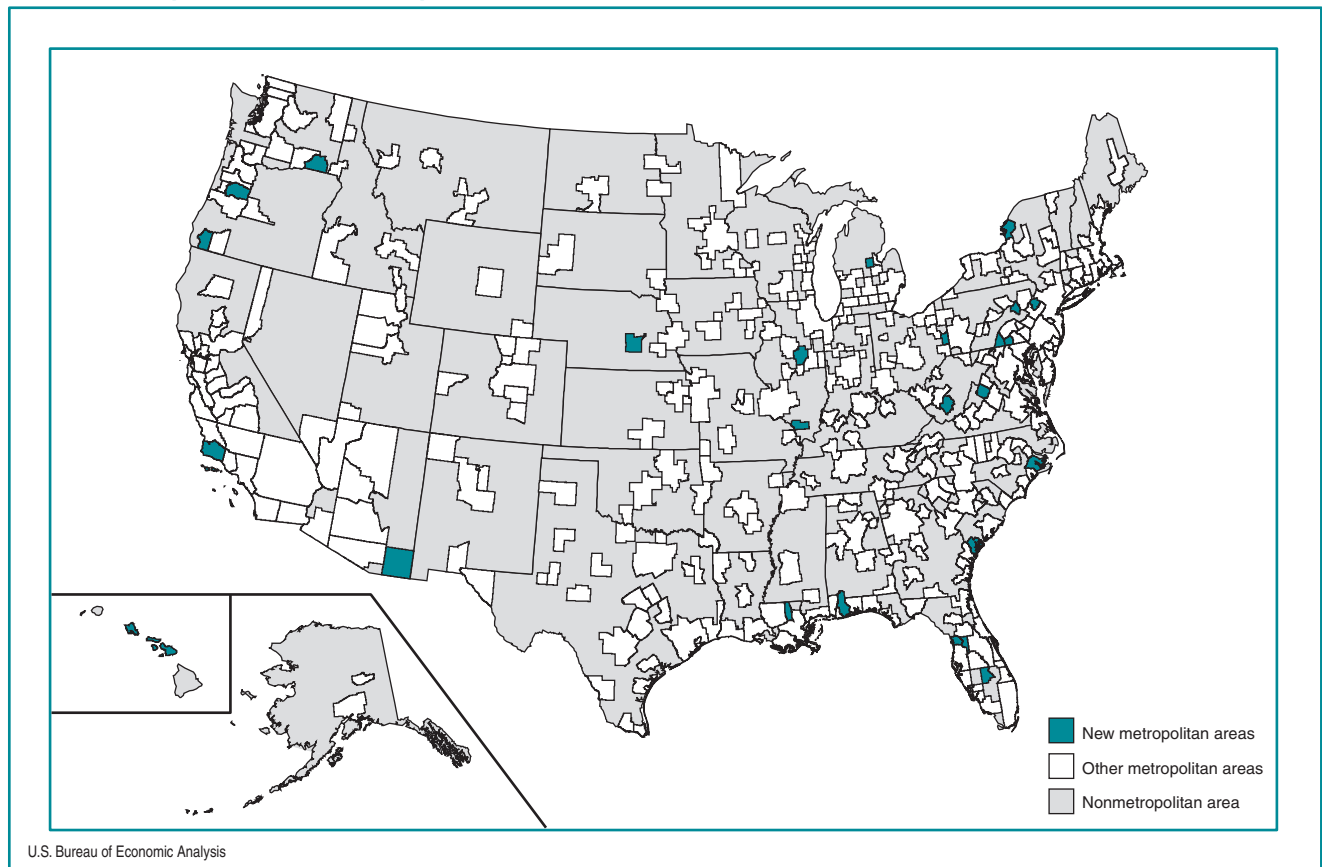 New metropolitan areas
Other metropolitan areas
Nonmetropolitan area
U.S. Bureau of Economic Analysis